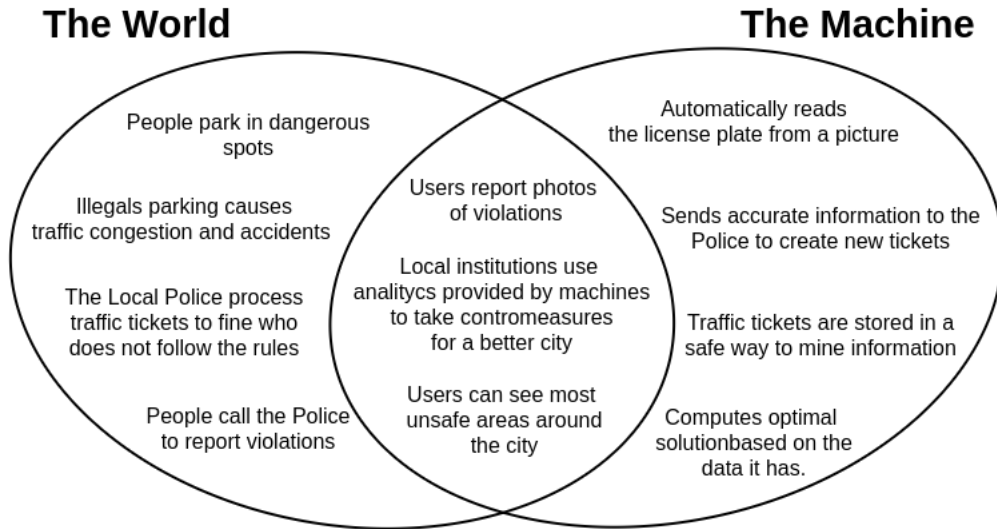 The World
The Machine
People park in dangerous
spots
Illegals parking causes
traffic congestion and accidents
The Local Police process
traffic tickets to fine who
does not follow the rules
People call the Police
to report violations
Users report photos
of violations
Local institutions use
analitycs provided by machines
to take contromeasures
for a better city
Users can see most
unsafe areas around
the city
Automatically reads
the license plate from a picture
Sends accurate information to the
Police to create new tickets
Traffic tickets are stored in a
safe way to mine information
Computes optimal
solutionbased on the
data it has.